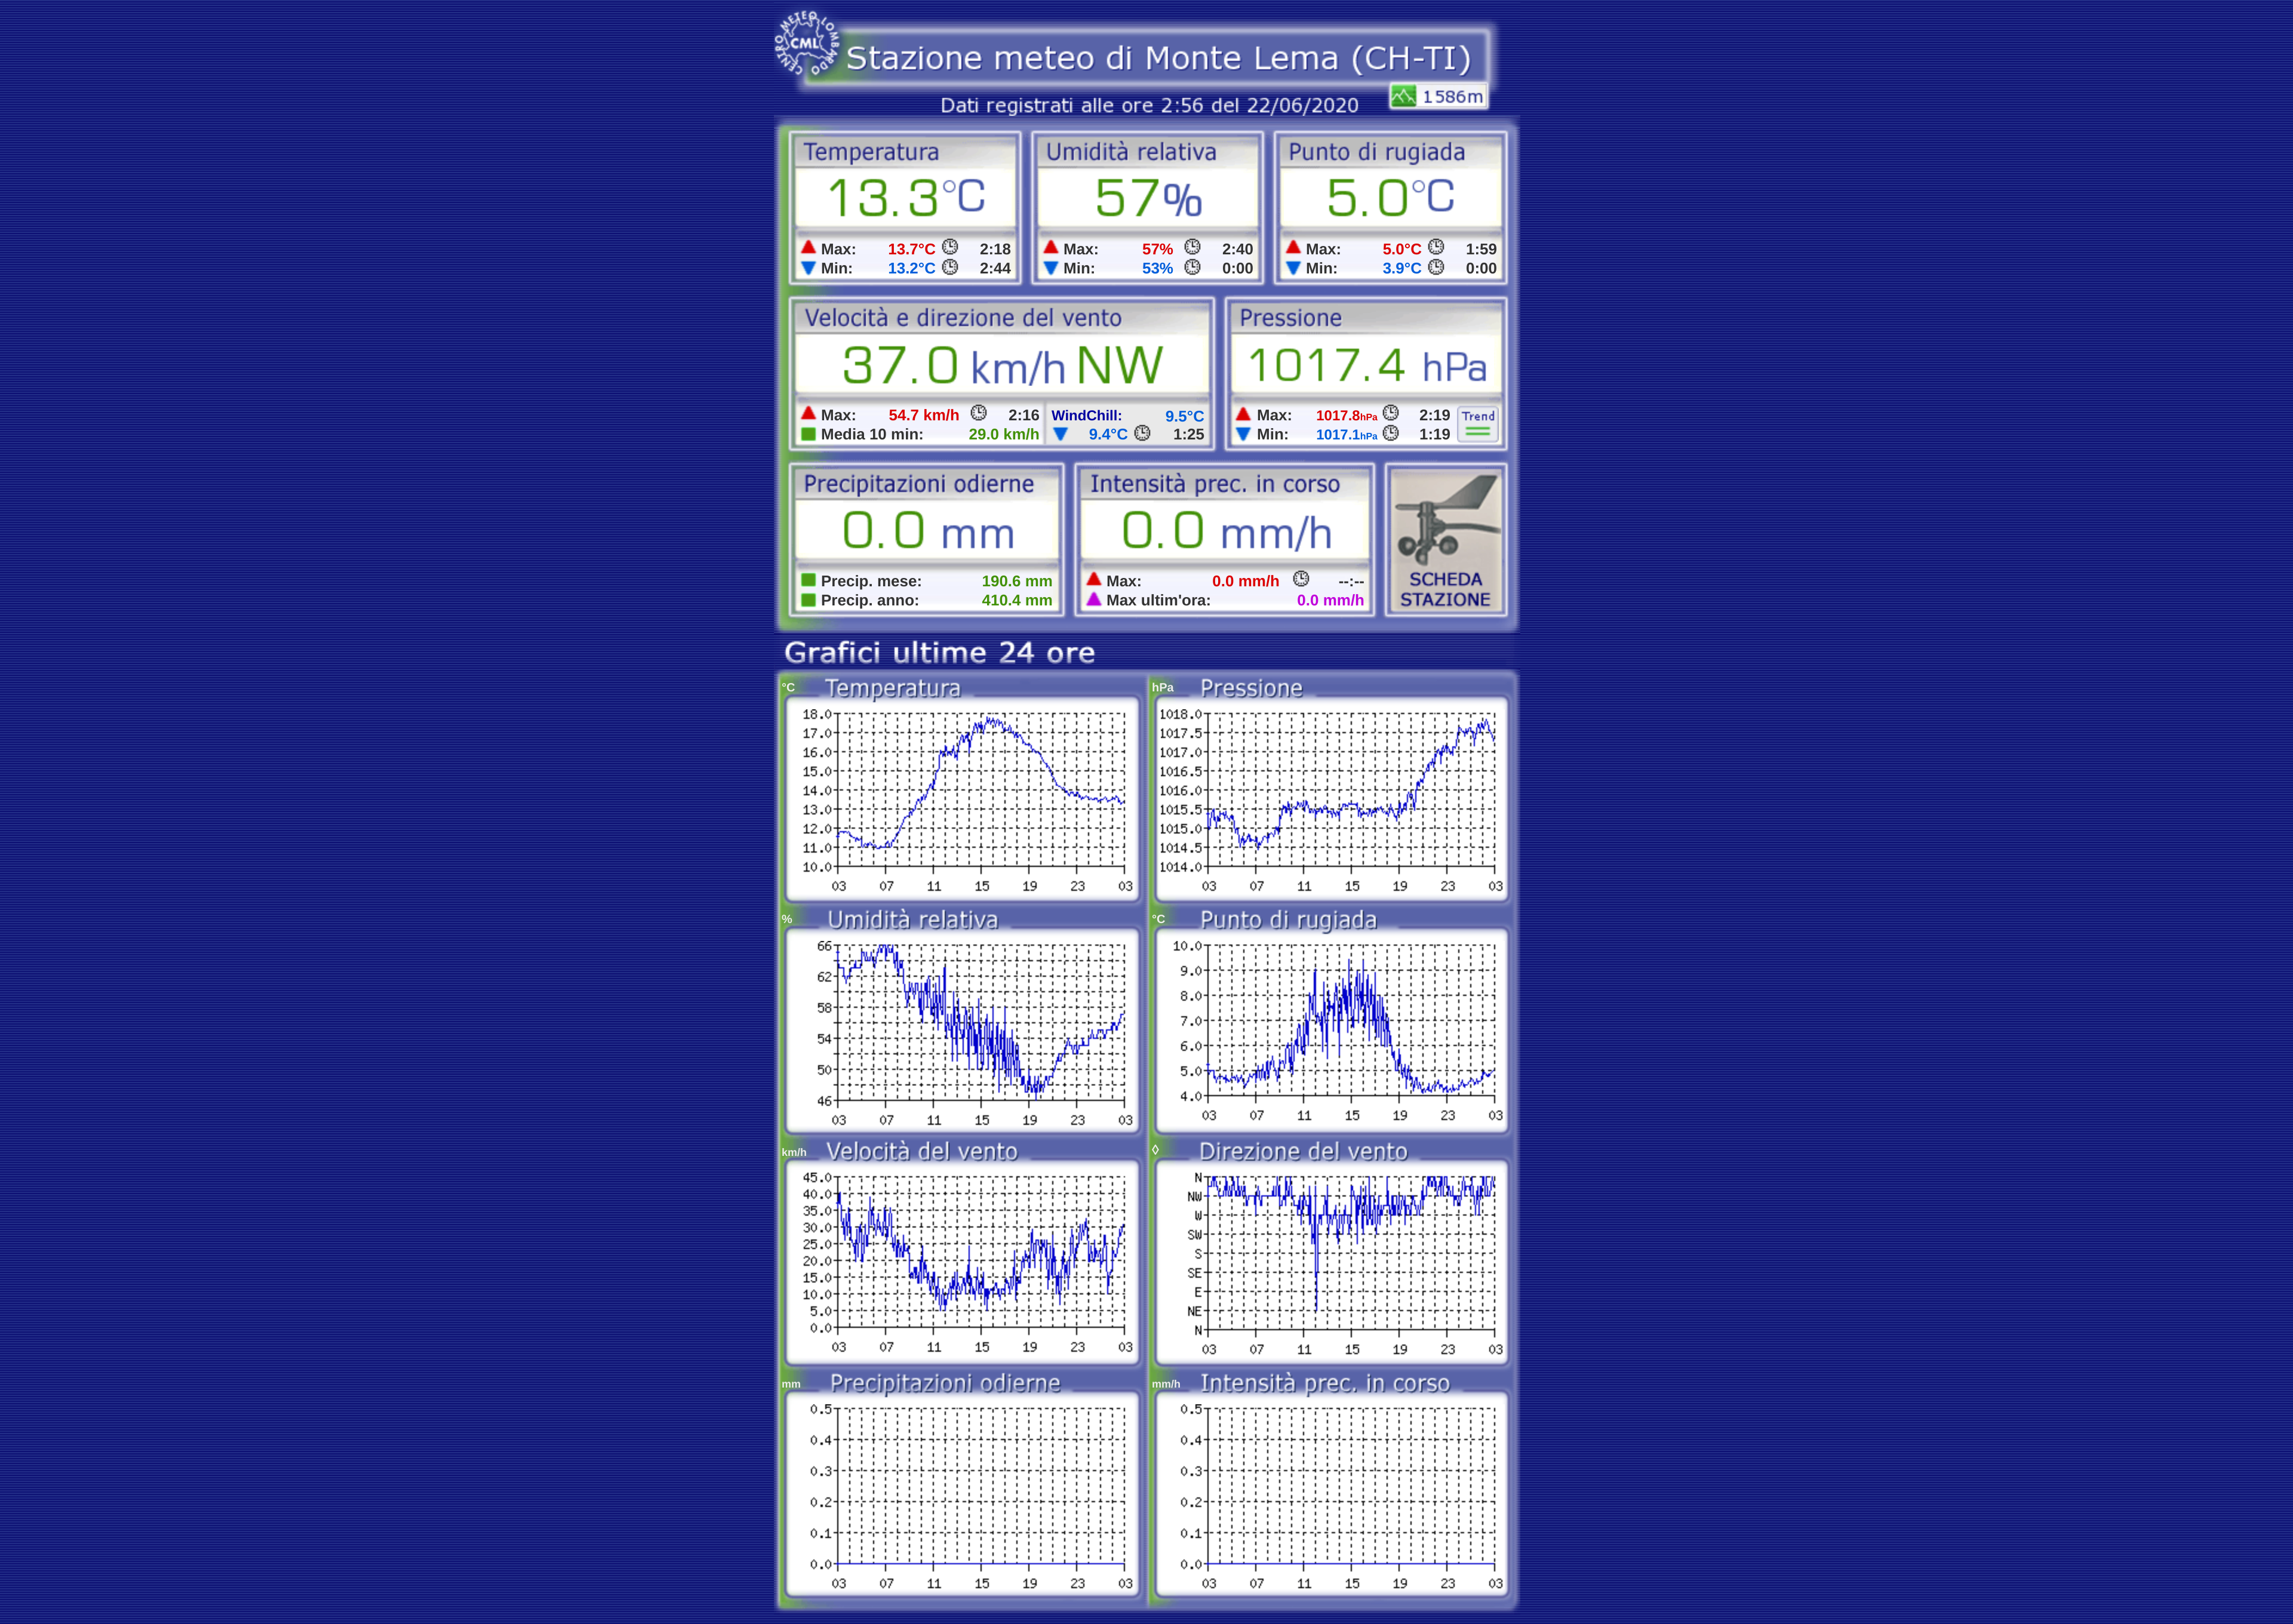 CENTRO METEO LOMBARDO
CML
Stazione meteo di Monte Lema (CH-TI)
1586m
Dati registrati alle ore 2:56 del 22/06/2020
Temperatura
13.3°C
Max: 13.7°C 2:18
Min: 13.2°C 2:44
Umidità relativa
57%
Max: 57% 2:40
Min: 53% 0:00
Punto di rugiada
5.0°C
Max: 5.0°C 1:59
Min: 3.9°C 0:00
Velocità e direzione del vento
37.0 km/h NW
Max: 54.7 km/h 2:16
Media 10 min: 29.0 km/h
WindChill: 9.5°C
9.4°C 1:25
Pressione
1017.4 hPa
Max: 1017.8hPa 2:19
Min: 1017.1hPa 1:19
Trend
Precipitazioni odierne
0.0 mm
Precip. mese: 190.6 mm
Precip. anno: 410.4 mm
Intensità prec. in corso
0.0 mm/h
Max: 0.0 mm/h --:--
Max ultim'ora: 0.0 mm/h
SCHEDA
STAZIONE
Grafici ultime 24 ore
°C Temperatura
18.0
17.0
16.0
15.0
14.0
13.0
12.0
11.0
10.0
03 07 11 15 19 23 03
hPa Pressione
1018.0
1017.5
1017.0
1016.5
1016.0
1015.5
1015.0
1014.5
1014.0
03 07 11 15 19 23 03
% Umidità relativa
66
62
58
54
50
46
03 07 11 15 19 23 03
°C Punto di rugiada
10.0
9.0
8.0
7.0
6.0
5.0
4.0
03 07 11 15 19 23 03
km/h Velocità del vento
45.0
40.0
35.0
30.0
25.0
20.0
15.0
10.0
5.0
0.0
03 07 11 15 19 23 03
◊ Direzione del vento
N
NW
W
SW
S
SE
E
NE
N
03 07 11 15 19 23 03
mm Precipitazioni odierne
0.5
0.4
0.3
0.2
0.1
0.0
03 07 11 15 19 23 03
mm/h Intensità prec. in corso
0.5
0.4
0.3
0.2
0.1
0.0
03 07 11 15 19 23 03